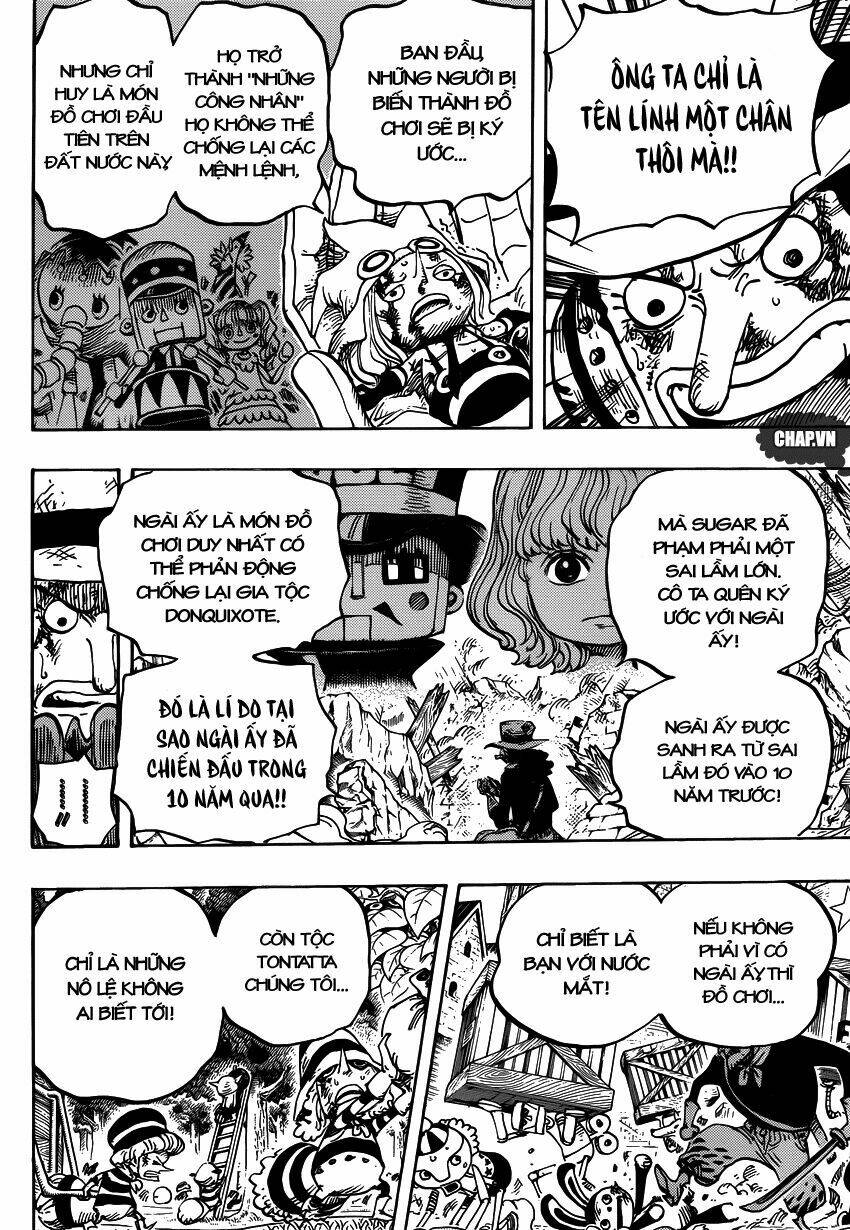 ÔNG TA CHỈ LÀ
TÊN LÍNH MỘT CHÂN
THÔI MÀ!!
BAN ĐẦU,
NHỮNG NGƯỜI BỊ
BIẾN THÀNH ĐỒ
CHƠI SẼ BỊ KÝ
ƯỚC...
HỌ TRỞ
THÀNH "NHỮNG
CÔNG NHÂN"
HỌ KHÔNG THỂ
CHỐNG LẠI CÁC
MỆNH LỆNH,
NHƯNG CHỈ
HUY LÀ MÓN
ĐỒ CHƠI ĐẦU
TIÊN TRÊN
ĐẤT NƯỚC NÀY,
CHAP.VN
MÀ SUGAR ĐÃ
PHẠM PHẢI MỘT
SAI LẦM LỚN.
CÔ TA QUÊN KÝ
ƯỚC VỚI NGÀI
ẤY!
NGÀI ẤY ĐƯỢC
SANH RA TỪ SAI
LẦM ĐÓ VÀO 10
NĂM TRƯỚC!
NGÀI ẤY LÀ MÓN ĐỒ
CHƠI DUY NHẤT CÓ
THỂ PHẢN ĐỘNG
CHỐNG LẠI GIA TỘC
DONQUIXOTE.
ĐÓ LÀ LÍ DO TẠI
SAO NGÀI ẤY ĐÃ
CHIẾN ĐẤU TRONG
10 NĂM QUA!!
NẾU KHÔNG
PHẢI VÌ CÓ
NGÀI ẤY, THÌ
ĐỒ CHƠI...
CHỈ BIẾT LÀ
BẠN VỚI NƯỚC
MẮT!
CÒN TỘC
TONTATTA
CHÚNG TÔI...
CHỈ LÀ NHỮNG
NÔ LỆ KHÔNG
AI BIẾT TỚI!